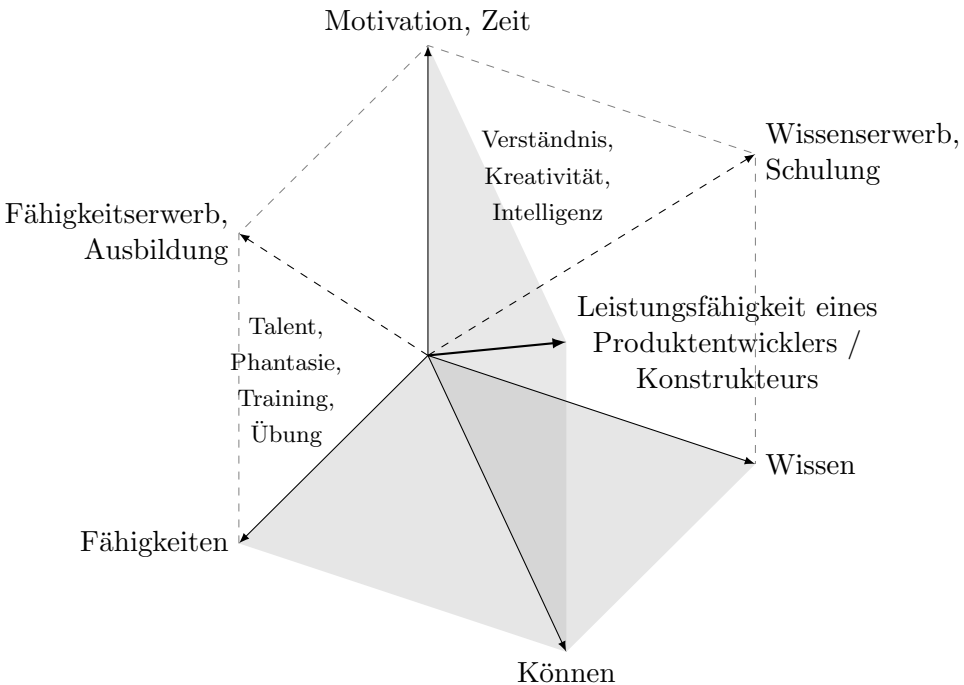 Motivation, Zeit
Verständnis,
Kreativität,
Intelligenz
Wissenserwerb,
Schulung
Fähigkeitserwerb,
Ausbildung
Talent,
Phantasie,
Training,
Übung
Leistungsfähigkeit eines
Produktentwicklers /
Konstrukteurs
Wissen
Fähigkeiten
Können